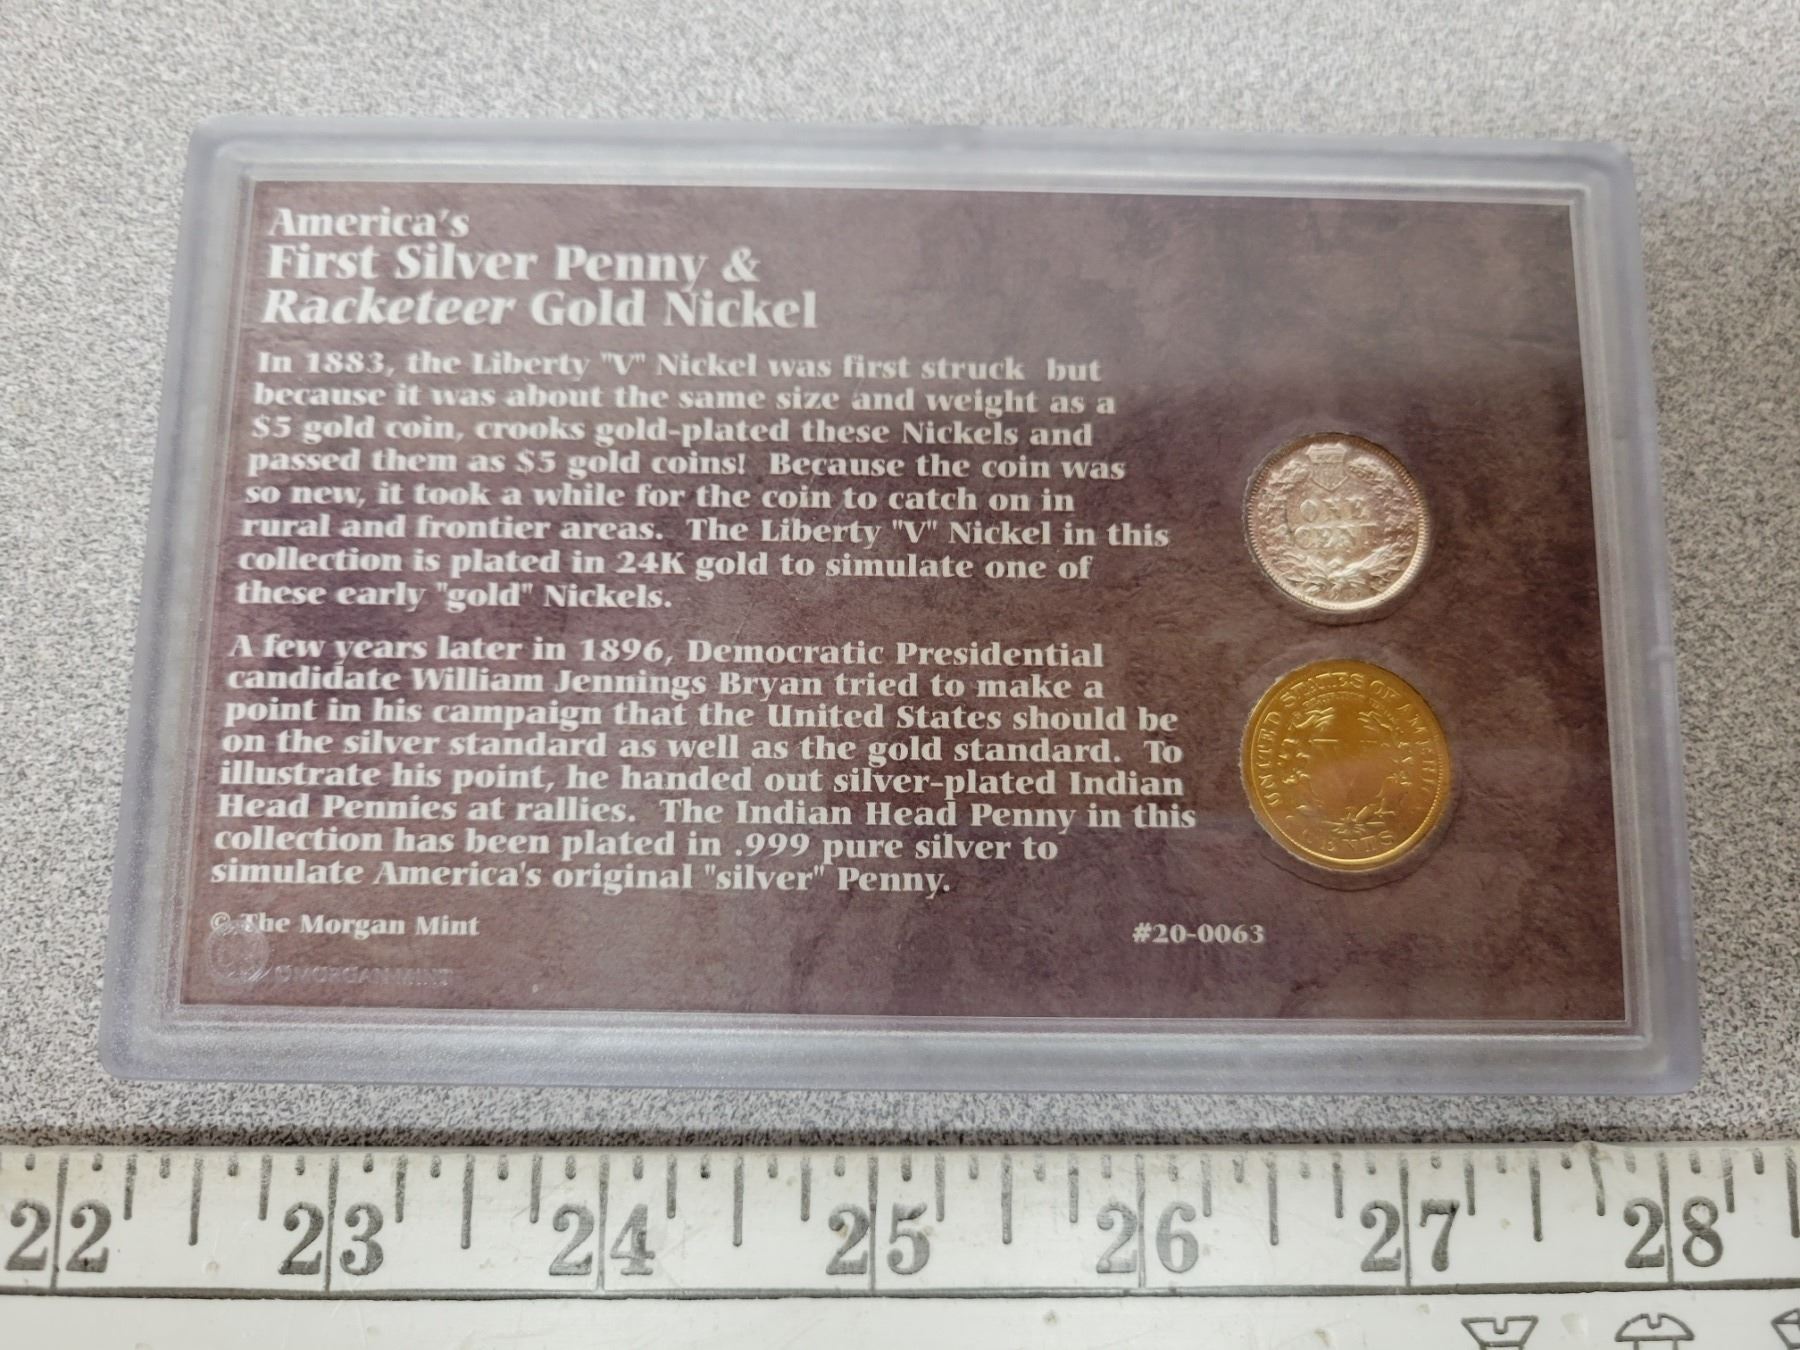 America's
First Silver Penny &
Racketeer Gold Nickel
In 1883, the Liberty "V" Nickel was first struck  but
because it was about the same size and weight as a
$5 gold coin, crooks gold-plated these Nickels and
passed them as $5 gold coins!  Because the coin was
so new, it took a while for the coin to catch on in
rural and frontier areas.  The Liberty "V" Nickel in this
collection is plated in 24K gold to simulate one of
these early "gold" Nickels.
A few years later in 1896, Democratic Presidential
candidate William Jennings Bryan tried to make a
point in his campaign that the United States should be
on the silver standard as well as the gold standard.  To
illustrate his point, he handed out silver-plated Indian
Head Pennies at rallies.  The Indian Head Penny in this
collection has been plated in .999 pure silver to
simulate America's original "silver" Penny.
© The Morgan Mint
#20-0063
MORGAN MINT
ONE
CENT
UNITED STATES OF AMERICA
CENTS
22 23 24 25 26 27 28